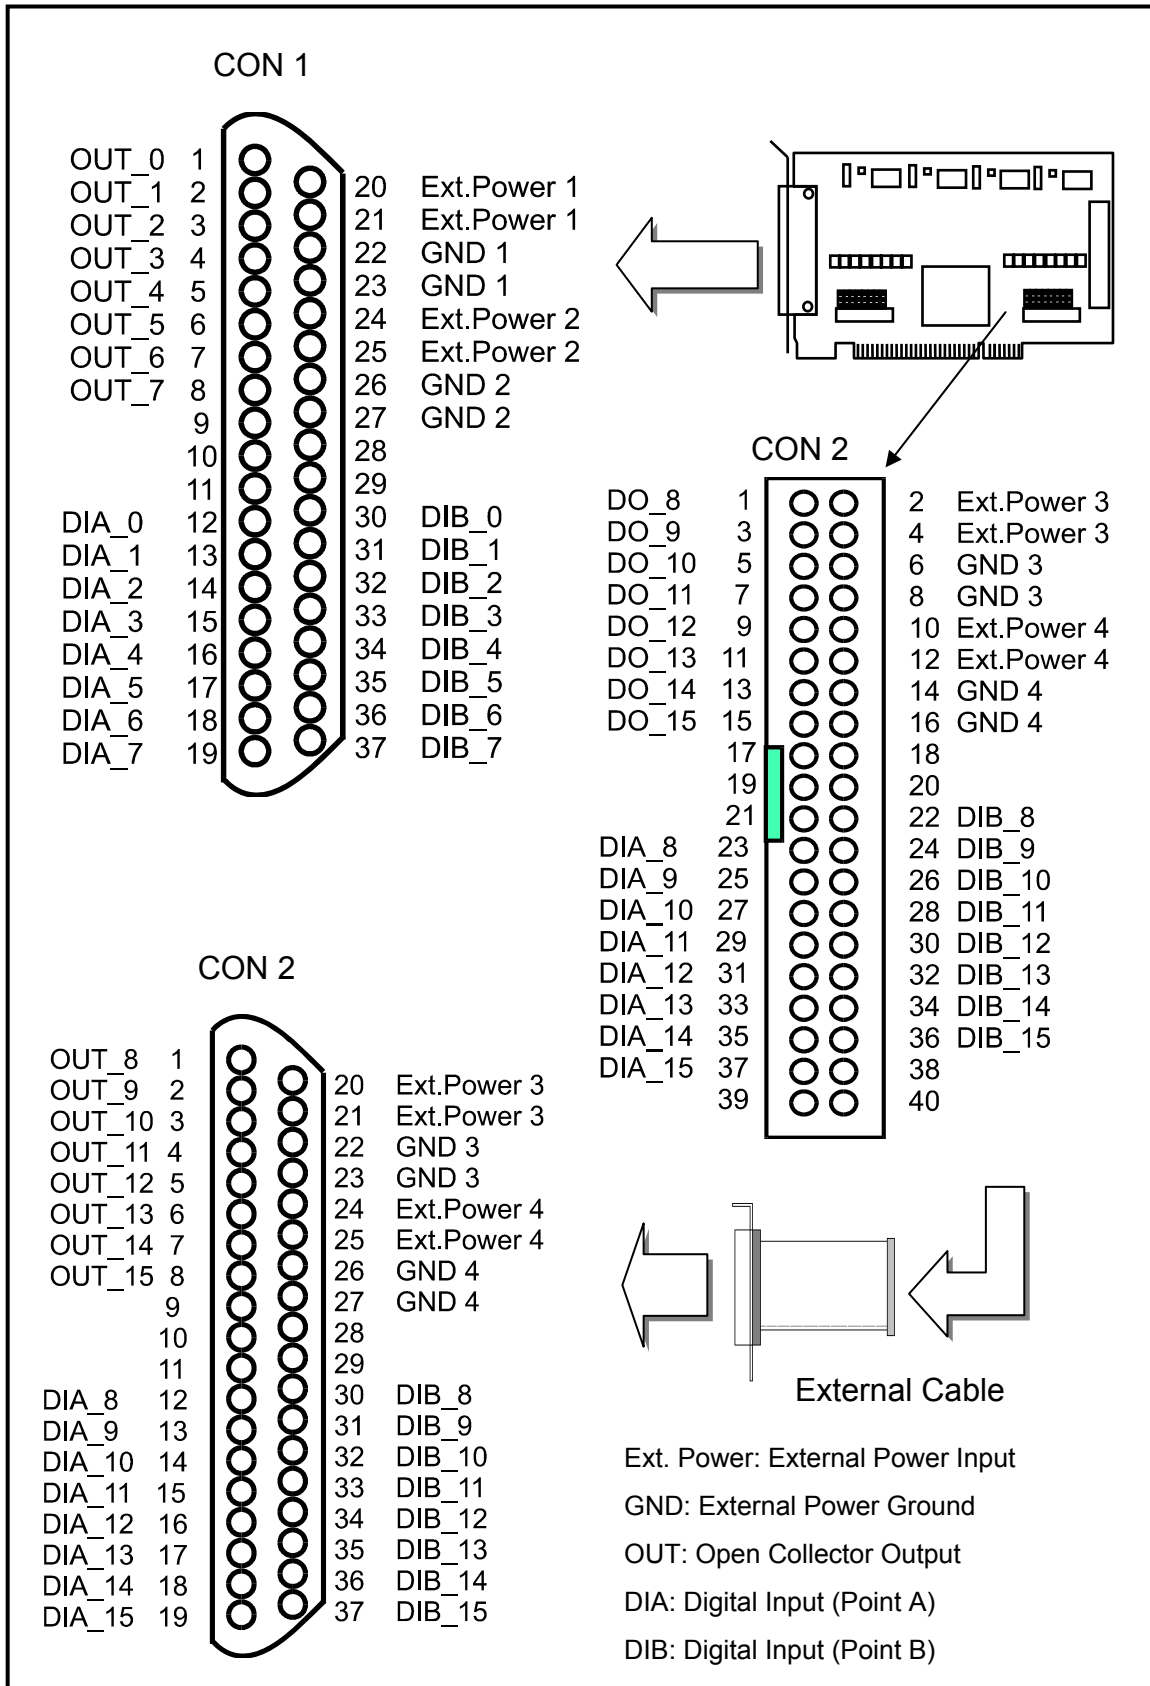 CON 1
OUT_0 1
OUT_1 2
OUT_2 3
OUT_3 4
OUT_4 5
OUT_5 6
OUT_6 7
OUT_7 8
9
10
11
DIA_0 12
DIA_1 13
DIA_2 14
DIA_3 15
DIA_4 16
DIA_5 17
DIA_6 18
DIA_7 19
20 Ext.Power 1
21 Ext.Power 1
22 GND 1
23 GND 1
24 Ext.Power 2
25 Ext.Power 2
26 GND 2
27 GND 2
28
29
30 DIB_0
31 DIB_1
32 DIB_2
33 DIB_3
34 DIB_4
35 DIB_5
36 DIB_6
37 DIB_7
CON 2
DO_8 1
DO_9 3
DO_10 5
DO_11 7
DO_12 9
DO_13 11
DO_14 13
DO_15 15
17
19
21
DIA_8 23
DIA_9 25
DIA_10 27
DIA_11 29
DIA_12 31
DIA_13 33
DIA_14 35
DIA_15 37
39
2 Ext.Power 3
4 Ext.Power 3
6 GND 3
8 GND 3
10 Ext.Power 4
12 Ext.Power 4
14 GND 4
16 GND 4
18
20
22 DIB_8
24 DIB_9
26 DIB_10
28 DIB_11
30 DIB_12
32 DIB_13
34 DIB_14
36 DIB_15
38
40
CON 2
OUT_8 1
OUT_9 2
OUT_10 3
OUT_11 4
OUT_12 5
OUT_13 6
OUT_14 7
OUT_15 8
9
10
11
DIA_8 12
DIA_9 13
DIA_10 14
DIA_11 15
DIA_12 16
DIA_13 17
DIA_14 18
DIA_15 19
20 Ext.Power 3
21 Ext.Power 3
22 GND 3
23 GND 3
24 Ext.Power 4
25 Ext.Power 4
26 GND 4
27 GND 4
28
29
30 DIB_8
31 DIB_9
32 DIB_10
33 DIB_11
34 DIB_12
35 DIB_13
36 DIB_14
37 DIB_15
External Cable
Ext. Power: External Power Input
GND: External Power Ground
OUT: Open Collector Output
DIA: Digital Input (Point A)
DIB: Digital Input (Point B)